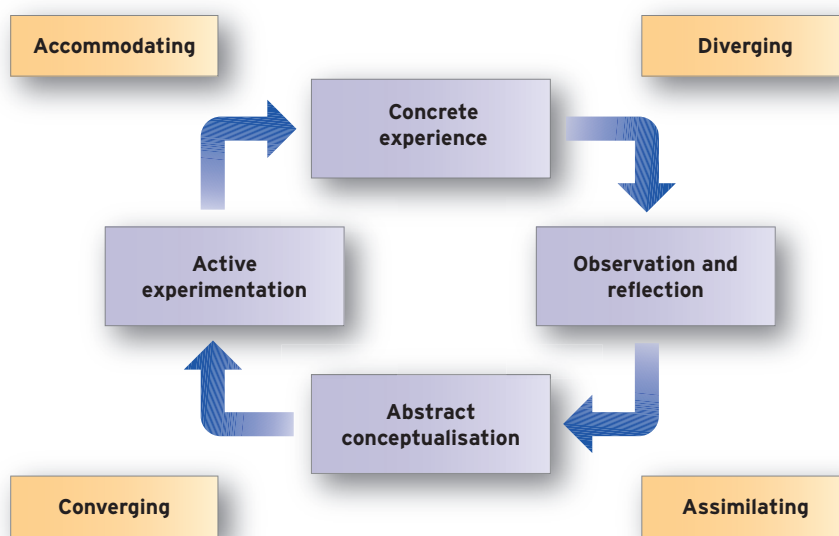 Accommodating
Diverging
Concrete
experience
Active
experimentation
Observation and
reflection
Abstract
conceptualisation
Converging
Assimilating